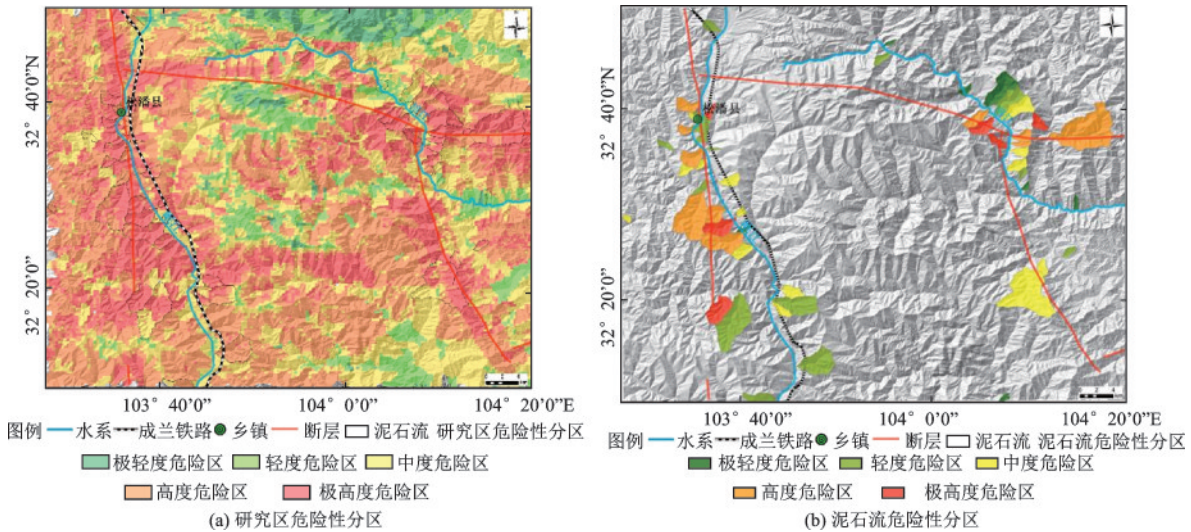 40°0”N
32°
20°0”
32°
松潘县
103°40’0”
104°0’0”
104°20’0”E
图例 水系 成兰铁路 乡镇 断层 泥石流 研究区危险性分区
极轻度危险区 轻度危险区 中度危险区
高度危险区 极高度危险区
(a) 研究区危险性分区
40°0”N
32°
20°0”
32°
松潘县
103°40’0”
104°0’0”
104°20’0”E
图例 水系 成兰铁路 乡镇 断层 泥石流 泥石流危险性分区
极轻度危险区 轻度危险区 中度危险区
高度危险区 极高度危险区
(b) 泥石流危险性分区